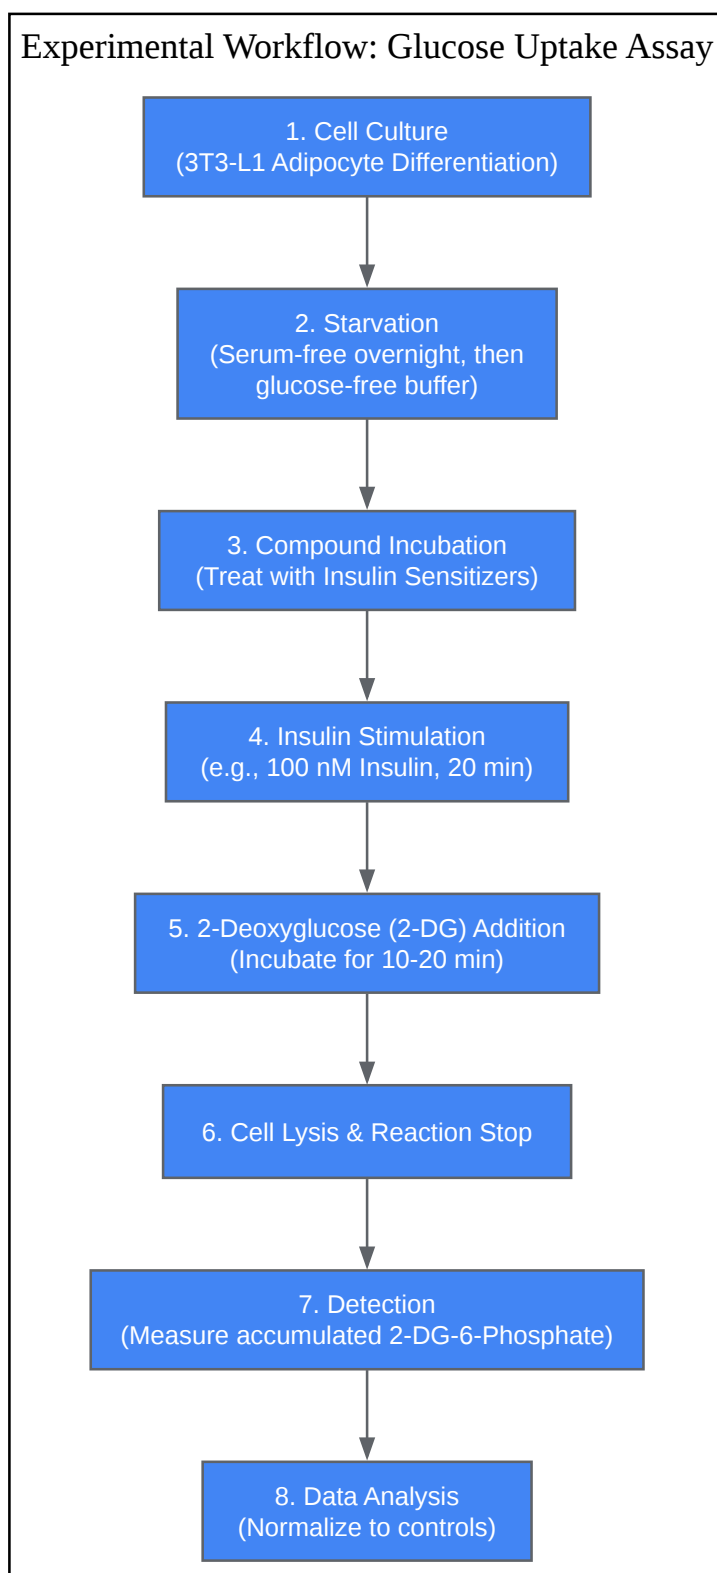 Experimental Workflow: Glucose Uptake Assay
1. Cell Culture
(3T3-L1 Adipocyte Differentiation)
2. Starvation
(Serum-free overnight, then
glucose-free buffer)
3. Compound Incubation
(Treat with Insulin Sensitizers)
4. Insulin Stimulation
(e.g., 100 nM Insulin, 20 min)
5. 2-Deoxyglucose (2-DG) Addition
(Incubate for 10-20 min)
6. Cell Lysis & Reaction Stop
7. Detection
(Measure accumulated 2-DG-6-Phosphate)
8. Data Analysis
(Normalize to controls)